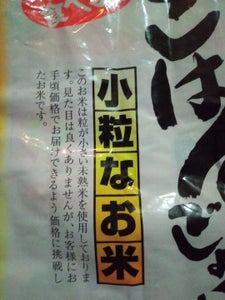 小粒なお米
このお米は粒が小さい未熟米を使用しておりま
す。見た目は良くありませんが、お客様にお
手頃価格でお届けできるよう価格に挑戦し
たお米です。